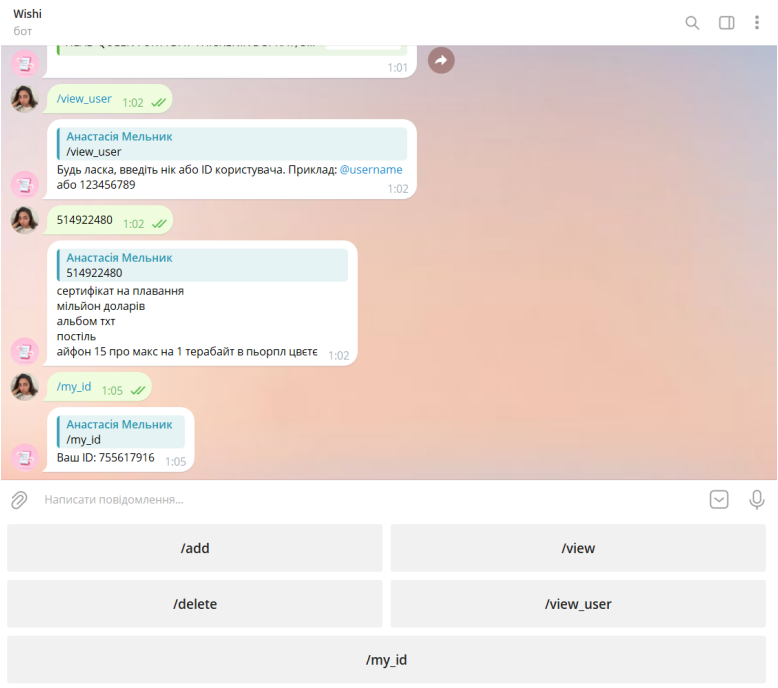 Wishi
бот
1:01
/view_user 1:02
Анастасія Мельник
/view_user
Будь ласка, введіть нік або ID користувача. Приклад: @username
або 123456789
1:02
514922480 1:02
Анастасія Мельник
514922480
сертифікат на плавання
мільйон доларів
альбом тхт
постіль
айфон 15 про макс на 1 терабайт в пьорпл цвєтє 1:02
/my_id 1:05
Анастасія Мельник
/my_id
Ваш ID: 755617916 1:05
Написати повідомлення...
/add
/view
/delete
/view_user
/my_id